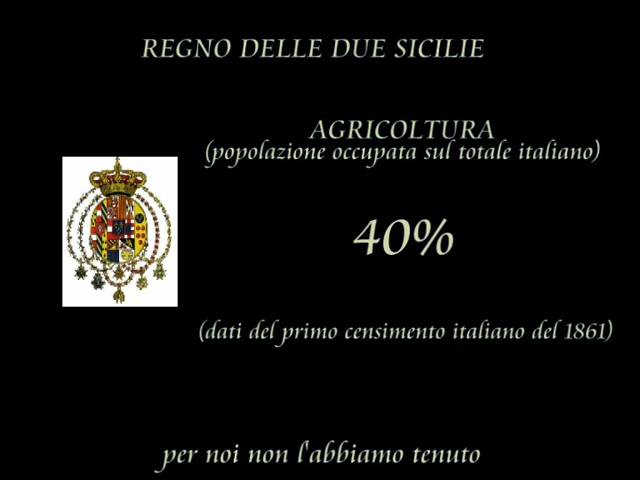 REGNO DELLE DUE SICILIE
AGRICOLTURA
(popolazione occupata sul totale italiano)
40%
(dati del primo censimento italiano del 1861)
per noi non l'abbiamo tenuto